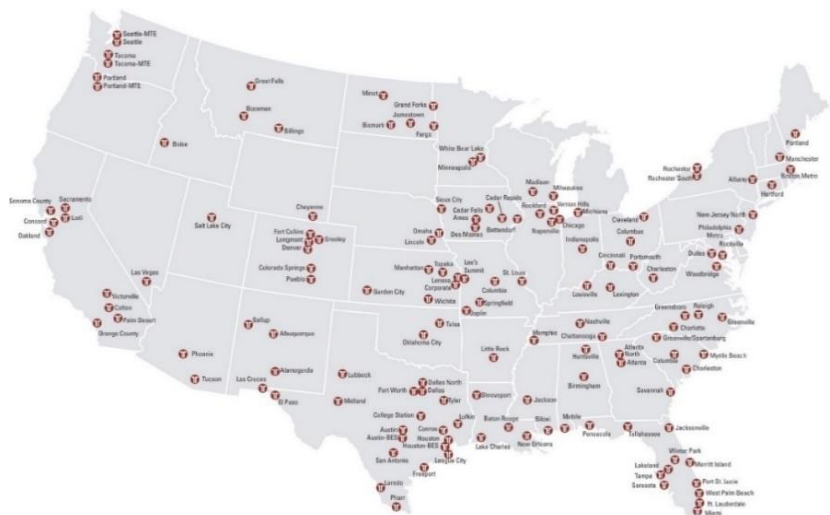 Seattle-MTE
Seattle
Tacoma
Tacoma-MTE
Portland
Portland-MTE
Great Falls
Bozeman
Billings
Boise
Minot
Grand Forks
Jamestown
Bismark
Fargo
White Bear Lake
Minneapolis
Portland
Manchester
Boston Metro
Hartford
Albany
Rochester
Rochester South
New Jersey North
Philadelphia
Metro
Rockville
Dulles
Woodbridge
Sonoma County
Sacramento
Concord
Lodi
Oakland
Salt Lake City
Cheyenne
Fort Collins
Longmont
Greeley
Denver
Colorado Springs
Pueblo
Sioux City
Cedar Falls
Cedar Rapids
Ames
Des Moines
Bettendorf
Omaha
Lincoln
Madison
Milwaukee
Rockford
Vernon Hills
Michiana
Chicago
Naperville
Indianapolis
Cleveland
Columbus
Cincinnati
Portsmouth
Charleston
Louisville
Lexington
Manhattan
Topeka
Lee's
Summit
Lenexa
Corporate
St. Louis
Columbia
Springfield
Joplin
Garden City
Wichita
Tulsa
Oklahoma City
Las Vegas
Victorville
Colton
Palm Desert
Orange County
Phoenix
Tucson
Gallup
Albuquerque
Alamogordo
Las Cruces
El Paso
Lubbock
Midland
Dallas North
Fort Worth
Dallas
Tyler
College Station
Lufkin
Austin
Austin-BES
Conroe
Houston
Houston-BES
League City
San Antonio
Freeport
Laredo
Pharr
Little Rock
Memphis
Nashville
Chattanooga
Huntsville
Birmingham
Atlanta
North
Atlanta
Greensboro
Raleigh
Greenville
Charlotte
Greenville/Spartanburg
Columbia
Myrtle Beach
Charleston
Savannah
Shreveport
Jackson
Baton Rouge
Biloxi
Mobile
Lake Charles
New Orleans
Pensacola
Tallahassee
Jacksonville
Winter Park
Lakeland
Merritt Island
Tampa
Sarasota
Port St. Lucie
West Palm Beach
Ft. Lauderdale
Miami